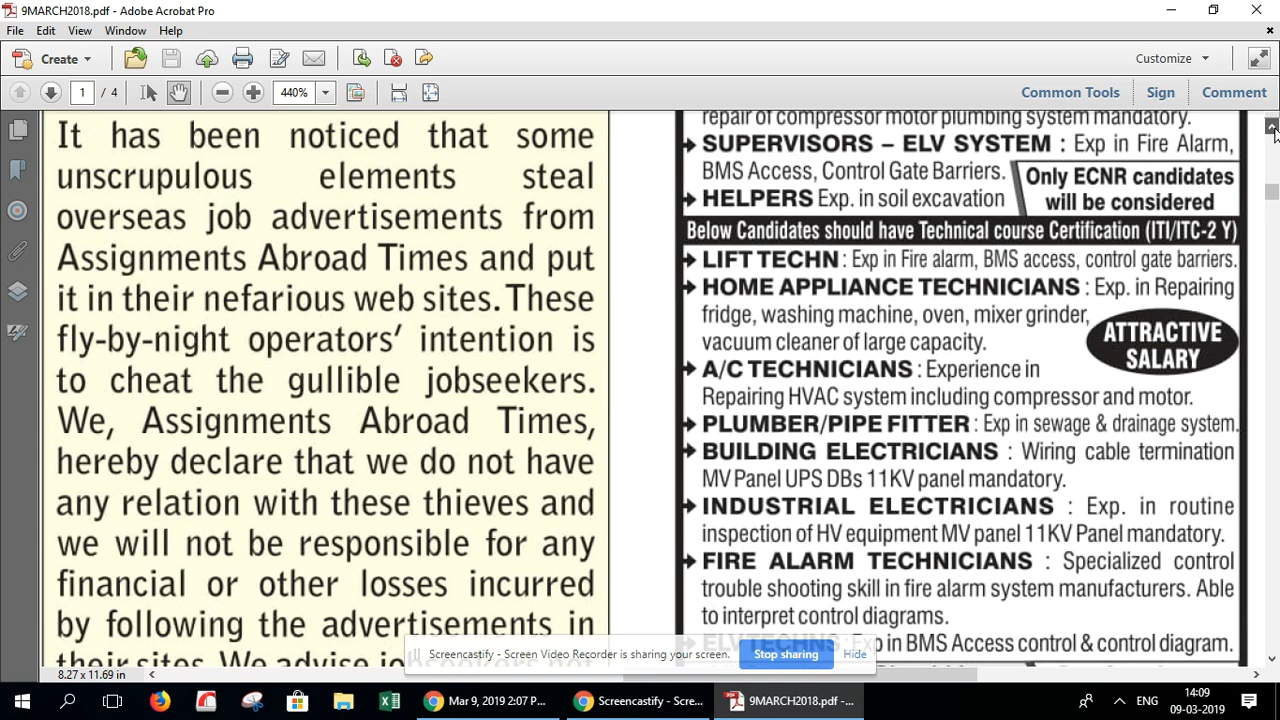 9MARCH2018.pdf - Adobe Acrobat Pro
File Edit View Window Help
Create
Customize
1 / 4
440%
Common Tools Sign Comment
It has been noticed that some
unscrupulous elements steal
overseas job advertisements from
Assignments Abroad Times and put
it in their nefarious web sites. These
fly-by-night operators' intention is
to cheat the gullible jobseekers.
We, Assignments Abroad Times,
hereby declare that we do not have
any relation with these thieves and
we will not be responsible for any
financial or other losses incurred
by following the advertisements in
their sites. We advise jobseekers not
repair of compressor motor plumbing system mandatory.
SUPERVISORS – ELV SYSTEM : Exp in Fire Alarm,
BMS Access, Control Gate Barriers.
HELPERS Exp. in soil excavation
Only ECNR candidates
will be considered
Below Candidates should have Technical course Certification (ITI/ITC-2 Y)
LIFT TECHN : Exp in Fire alarm, BMS access, control gate barriers.
HOME APPLIANCE TECHNICIANS : Exp. in Repairing
fridge, washing machine, oven, mixer grinder,
vacuum cleaner of large capacity.
ATTRACTIVE
SALARY
A/C TECHNICIANS : Experience in
Repairing HVAC system including compressor and motor.
PLUMBER/PIPE FITTER : Exp in sewage & drainage system.
BUILDING ELECTRICIANS : Wiring cable termination
MV Panel UPS DBs 11KV panel mandatory.
INDUSTRIAL ELECTRICIANS : Exp. in routine
inspection of HV equipment MV panel 11KV Panel mandatory.
FIRE ALARM TECHNICIANS : Specialized control
trouble shooting skill in fire alarm system manufacturers. Able
to interpret control diagrams.
ELV TECHNS : Exp in BMS Access control & control diagram.
Screencastify - Screen Video Recorder is sharing your screen. Stop sharing Hide
8.27 x 11.69 in
Mar 9, 2019 2:07 P...
Screencastify - Scre...
9MARCH2018.pdf -...
ENG
14:09
09-03-2019